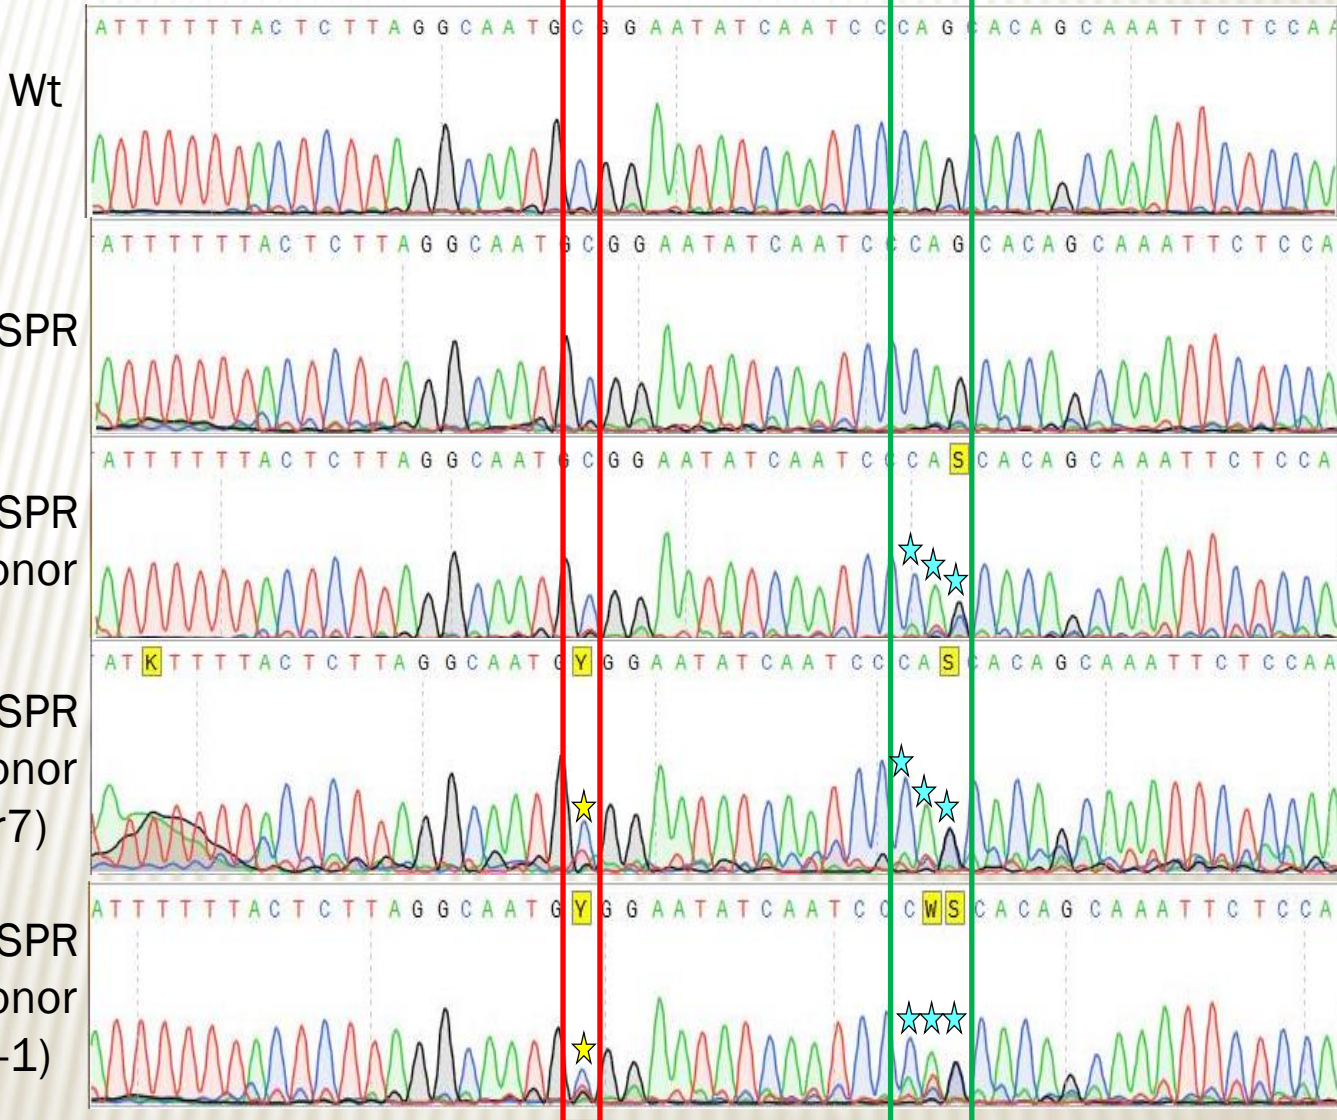 ATTTTTTACTCTTAGGCAATGCGGAATATCAATCCCAGCACAGCAAATTCTCCAA
Wt
ATTTTTTACTCTTAGGCAATGCGGAATATCAATCCCAGCACAGCAAATTCTCCA
SPR
ATTTTTTACTCTTAGGCAATGCGGAATATCAATCCCASCACAGCAAATTCTCCA
SPR
onor
ATKTTTTACTCTTAGGCAATGYGGAATATCAATCCCASCACAGCAAATTCTCCAA
SPR
onor
r7)
ATTTTTTACTCTTAGGCAATGYGGAATATCAATCCCWSCACAGCAAATTCTCCA
SPR
onor
-1)